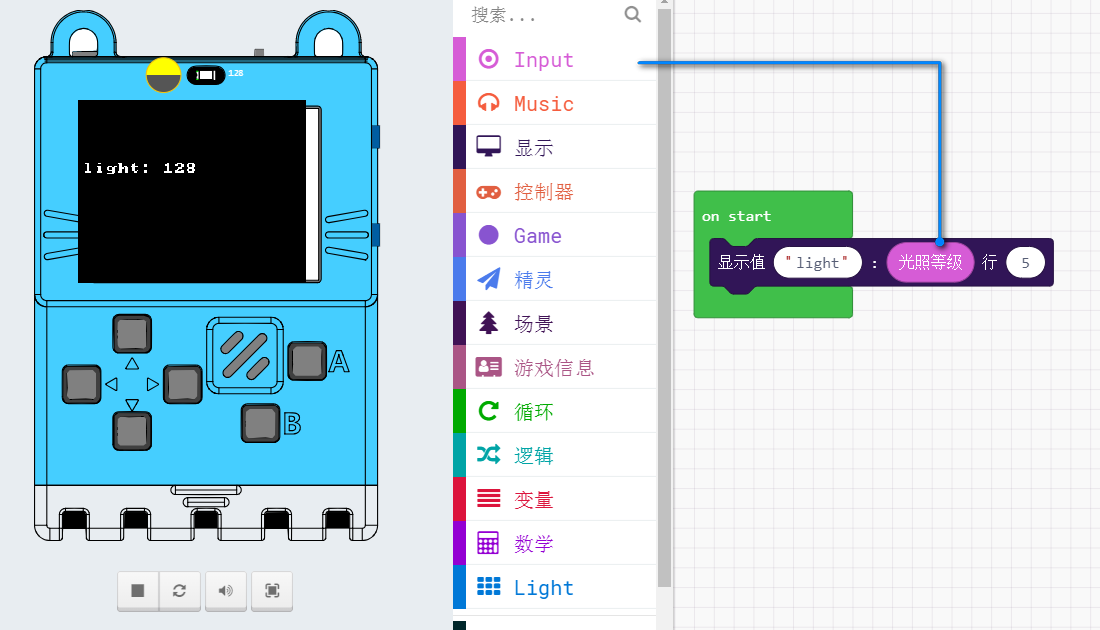 128
light: 128
A
B
搜索...
Input
Music
显示
控制器
Game
精灵
场景
游戏信息
循环
逻辑
变量
数学
Light
on start
显示值 "light" : 光照等级 行 5